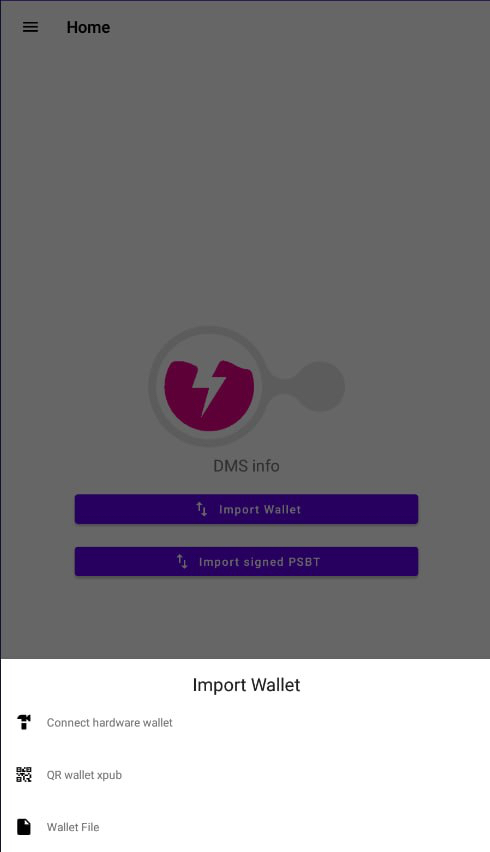 Home
DMS info
Import Wallet
Import signed PSBT
Import Wallet
Connect hardware wallet
QR wallet xpub
Wallet File